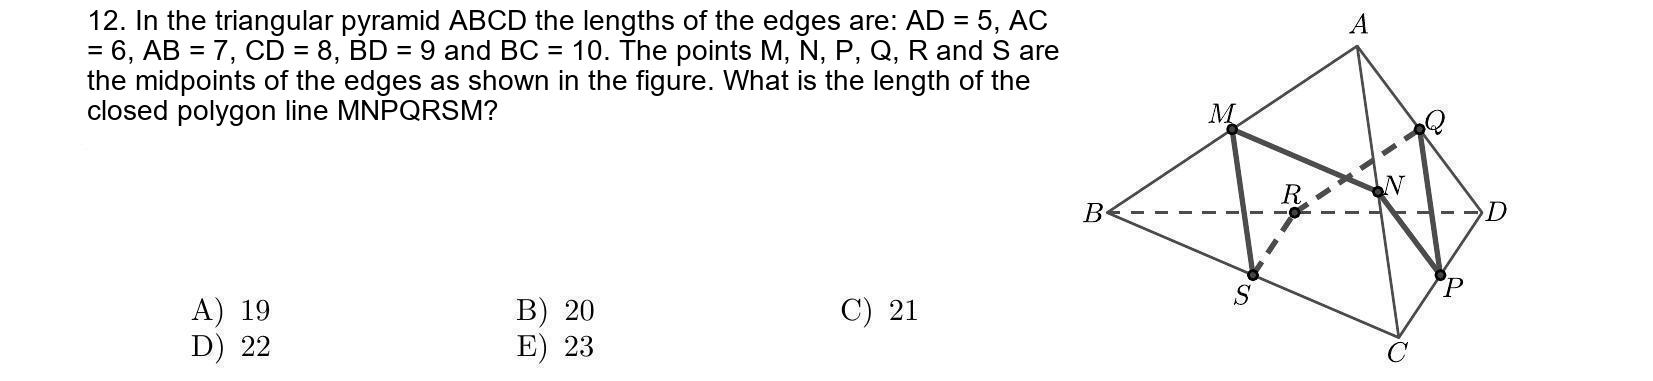 12. In the triangular pyramid ABCD the lengths of the edges are: AD = 5, AC
= 6, AB = 7, CD = 8, BD = 9 and BC = 10. The points M, N, P, Q, R and S are
the midpoints of the edges as shown in the figure. What is the length of the
closed polygon line MNPQRSM?
A) 19
B) 20
C) 21
D) 22
E) 23
A
M
Q
R
N
B
D
S
P
C